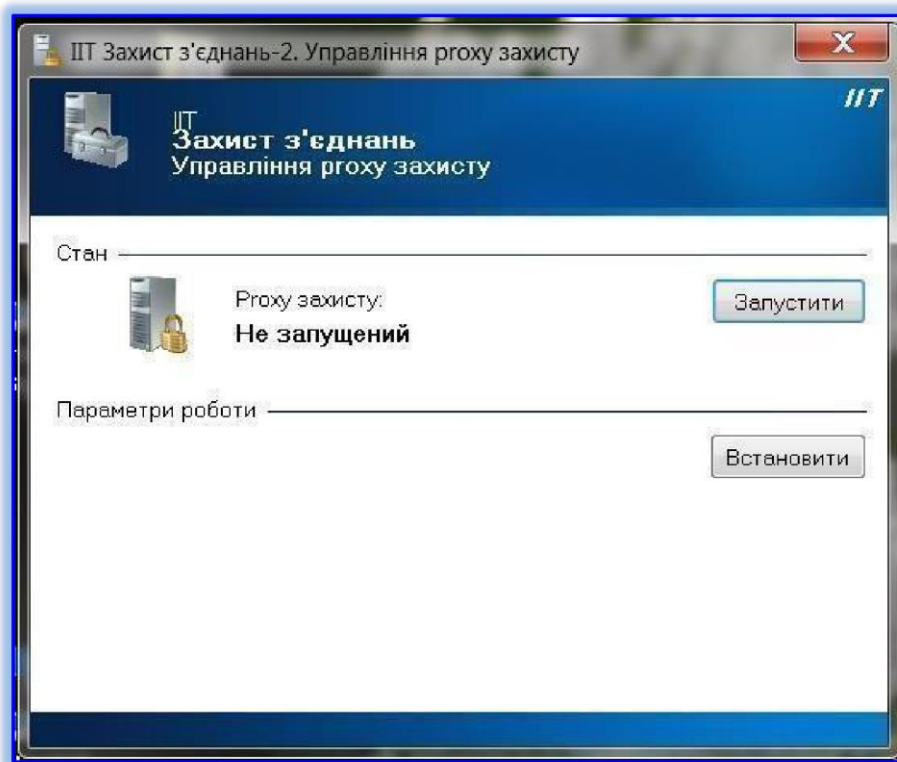 ІІТ Захист з'єднань-2. Управління proxy захисту
ІІТ
ІІТ
Захист з'єднань
Управління proxy захисту
Стан
Proxy захисту:
Запустити
Не запущений
Параметри роботи
Встановити